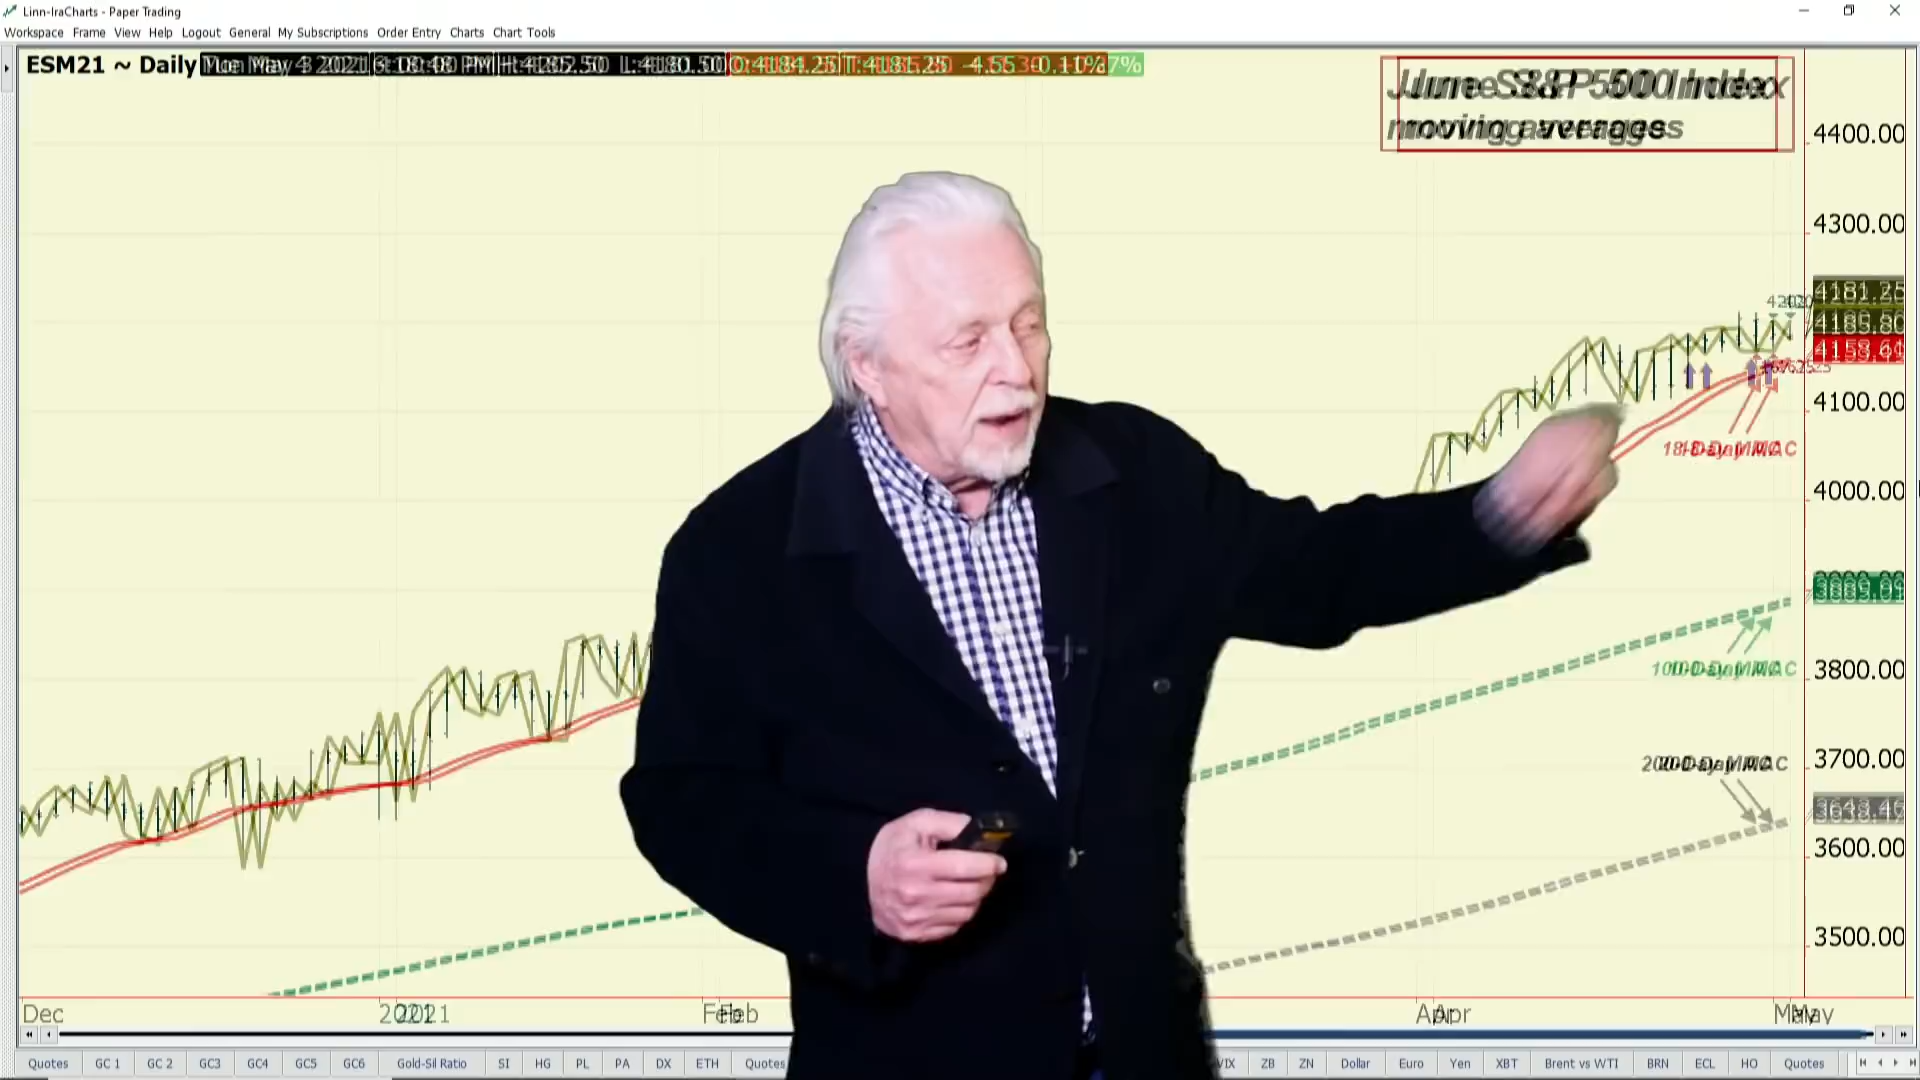 Linn-IraCharts - Paper Trading
Workspace Frame View Help Logout General My Subscriptions Order Entry Charts Chart Tools
ESM21 ~ Daily
June S&P 500 Index
moving averages
4400.00
4300.00
4100.00
4000.00
3800.00
3700.00
3600.00
3500.00
18-Day MAC
100-Day MAC
200-Day MAC
Dec 2021 Feb Apr May
Quotes GC 1 GC 2 GC3 GC4 GC5 GC6 Gold-Sil Ratio SI HG PL PA DX ETH Quotes VIX ZB ZN Dollar Euro Yen XBT Brent vs WTI BRN ECL HO Quotes